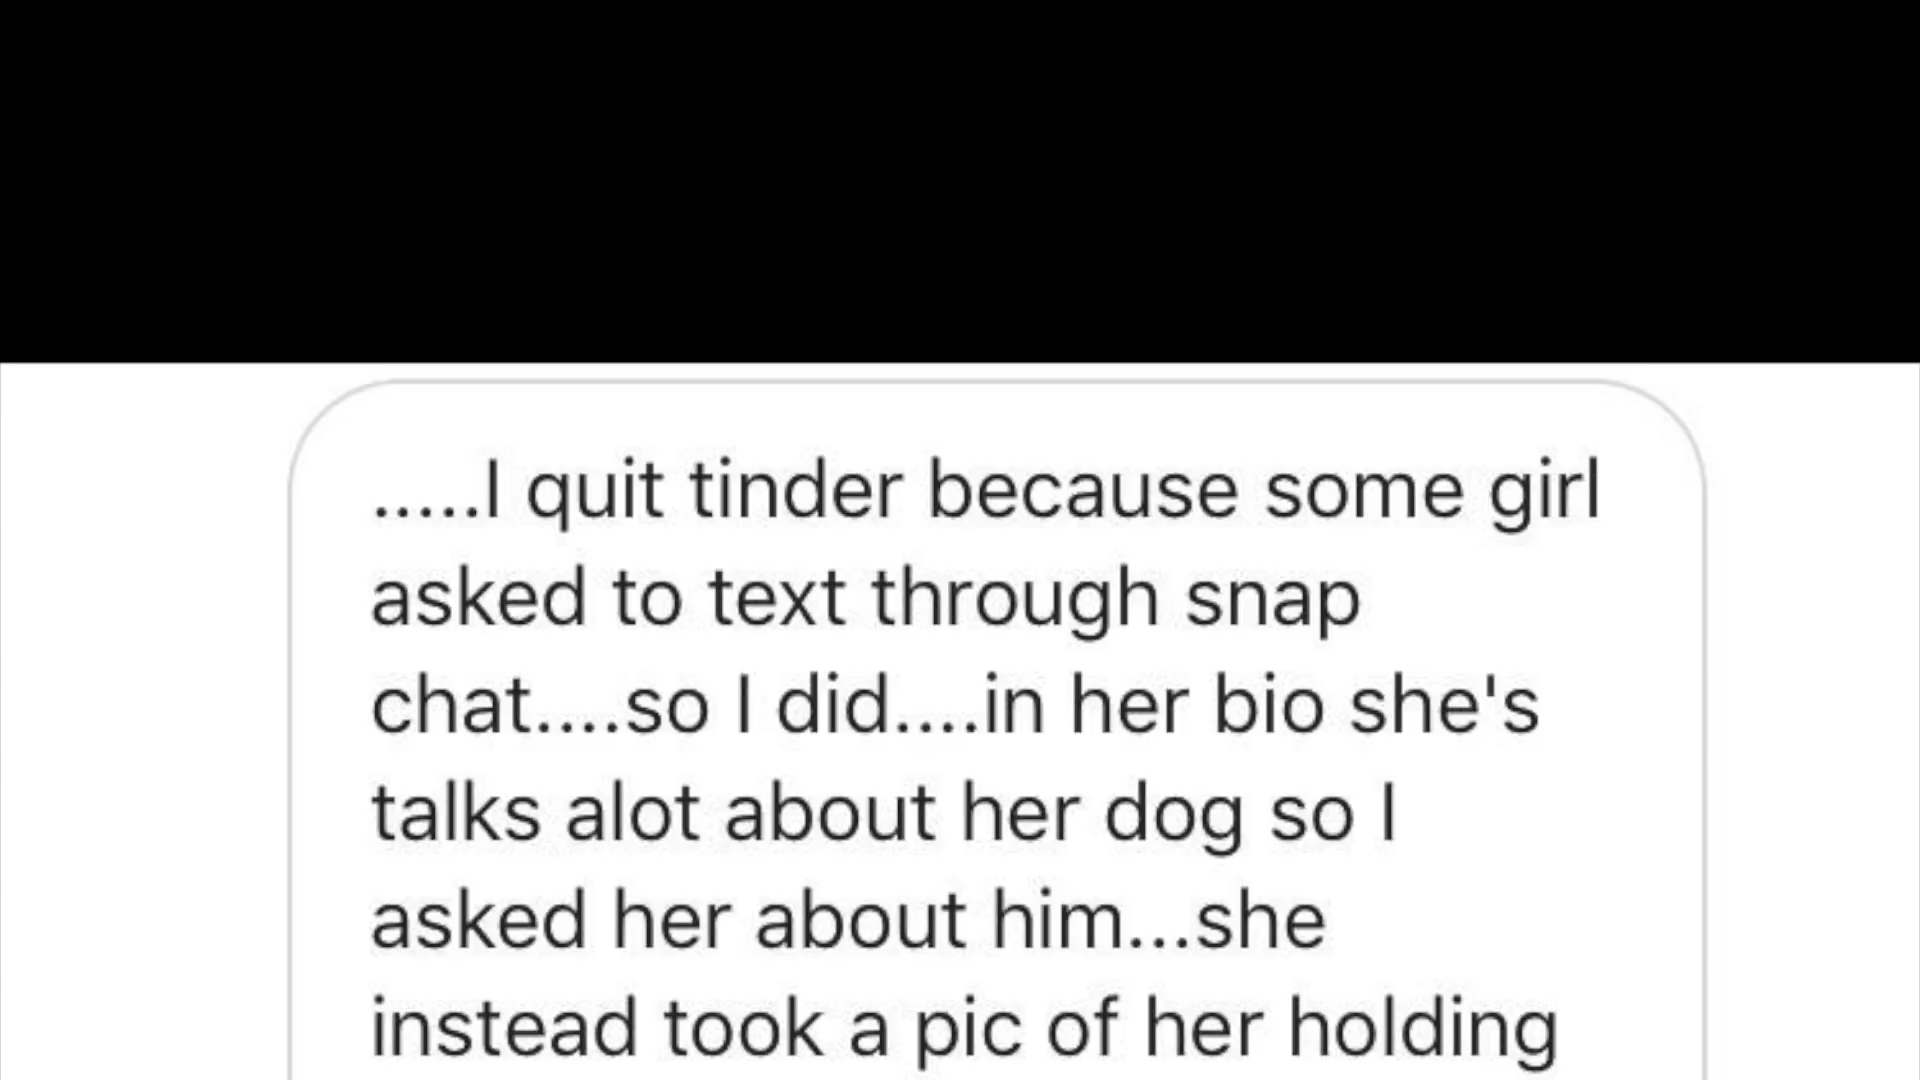 .....I quit tinder because some girl
asked to text through snap
chat....so I did....in her bio she's
talks alot about her dog so I
asked her about him...she
instead took a pic of her holding